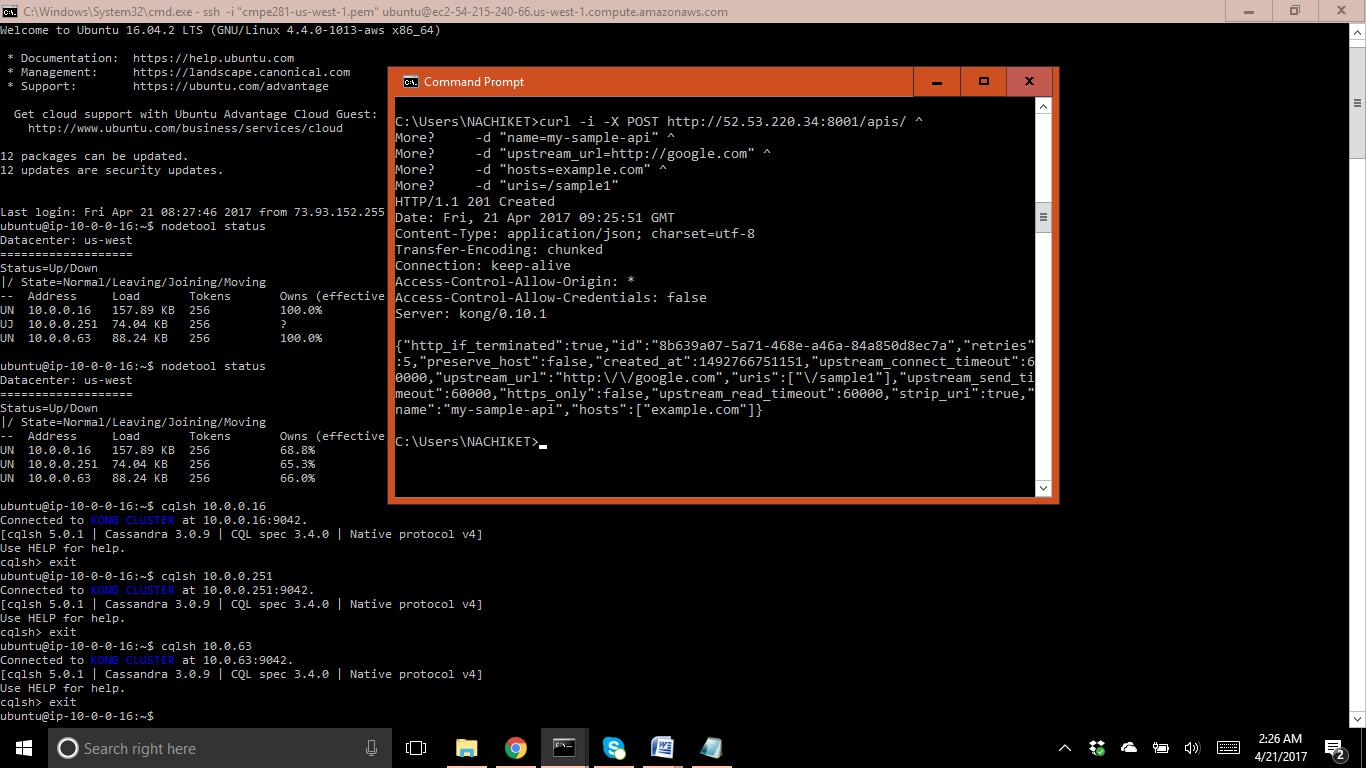 C:\Windows\System32\cmd.exe - ssh -i "cmpe281-us-west-1.pem" ubuntu@ec2-54-215-240-66.us-west-1.compute.amazonaws.com
Welcome to Ubuntu 16.04.2 LTS (GNU/Linux 4.4.0-1013-aws x86_64)
* Documentation:  https://help.ubuntu.com
* Management:     https://landscape.canonical.com
* Support:        https://ubuntu.com/advantage
Get cloud support with Ubuntu Advantage Cloud Guest:
http://www.ubuntu.com/business/services/cloud
12 packages can be updated.
12 updates are security updates.
Last login: Fri Apr 21 08:27:46 2017 from 73.93.152.255
ubuntu@ip-10-0-0-16:~$ nodetool status
Datacenter: us-west
===================
Status=Up/Down
|/ State=Normal/Leaving/Joining/Moving
--  Address      Load       Tokens       Owns (effective
UN  10.0.0.16    157.89 KB  256          100.0%
UJ  10.0.0.251   74.04 KB   256          ?
UN  10.0.0.63    88.24 KB   256          100.0%
ubuntu@ip-10-0-0-16:~$ nodetool status
Datacenter: us-west
===================
Status=Up/Down
|/ State=Normal/Leaving/Joining/Moving
--  Address      Load       Tokens       Owns (effective
UN  10.0.0.16    157.89 KB  256          68.8%
UN  10.0.0.251   74.04 KB   256          65.3%
UN  10.0.0.63    88.24 KB   256          66.0%
ubuntu@ip-10-0-0-16:~$ cqlsh 10.0.0.16
Connected to KONG CLUSTER at 10.0.0.16:9042.
[cqlsh 5.0.1 | Cassandra 3.0.9 | CQL spec 3.4.0 | Native protocol v4]
Use HELP for help.
cqlsh> exit
ubuntu@ip-10-0-0-16:~$ cqlsh 10.0.0.251
Connected to KONG CLUSTER at 10.0.0.251:9042.
[cqlsh 5.0.1 | Cassandra 3.0.9 | CQL spec 3.4.0 | Native protocol v4]
Use HELP for help.
cqlsh> exit
ubuntu@ip-10-0-0-16:~$ cqlsh 10.0.63
Connected to KONG CLUSTER at 10.0.63:9042.
[cqlsh 5.0.1 | Cassandra 3.0.9 | CQL spec 3.4.0 | Native protocol v4]
Use HELP for help.
cqlsh> exit
ubuntu@ip-10-0-0-16:~$
Command Prompt
C:\Users\NACHIKET>curl -i -X POST http://52.53.220.34:8001/apis/ ^
More?     -d "name=my-sample-api" ^
More?     -d "upstream_url=http://google.com" ^
More?     -d "hosts=example.com" ^
More?     -d "uris=/sample1"
HTTP/1.1 201 Created
Date: Fri, 21 Apr 2017 09:25:51 GMT
Content-Type: application/json; charset=utf-8
Transfer-Encoding: chunked
Connection: keep-alive
Access-Control-Allow-Origin: *
Access-Control-Allow-Credentials: false
Server: kong/0.10.1
{"http_if_terminated":true,"id":"8b639a07-5a71-468e-a46a-84a850d8ec7a","retries"
:5,"preserve_host":false,"created_at":1492766751151,"upstream_connect_timeout":6
0000,"upstream_url":"http:\/\/google.com","uris":["\/sample1"],"upstream_send_ti
meout":60000,"https_only":false,"upstream_read_timeout":60000,"strip_uri":true,"
name":"my-sample-api","hosts":["example.com"]}
C:\Users\NACHIKET>
Search right here
2:26 AM
4/21/2017
2